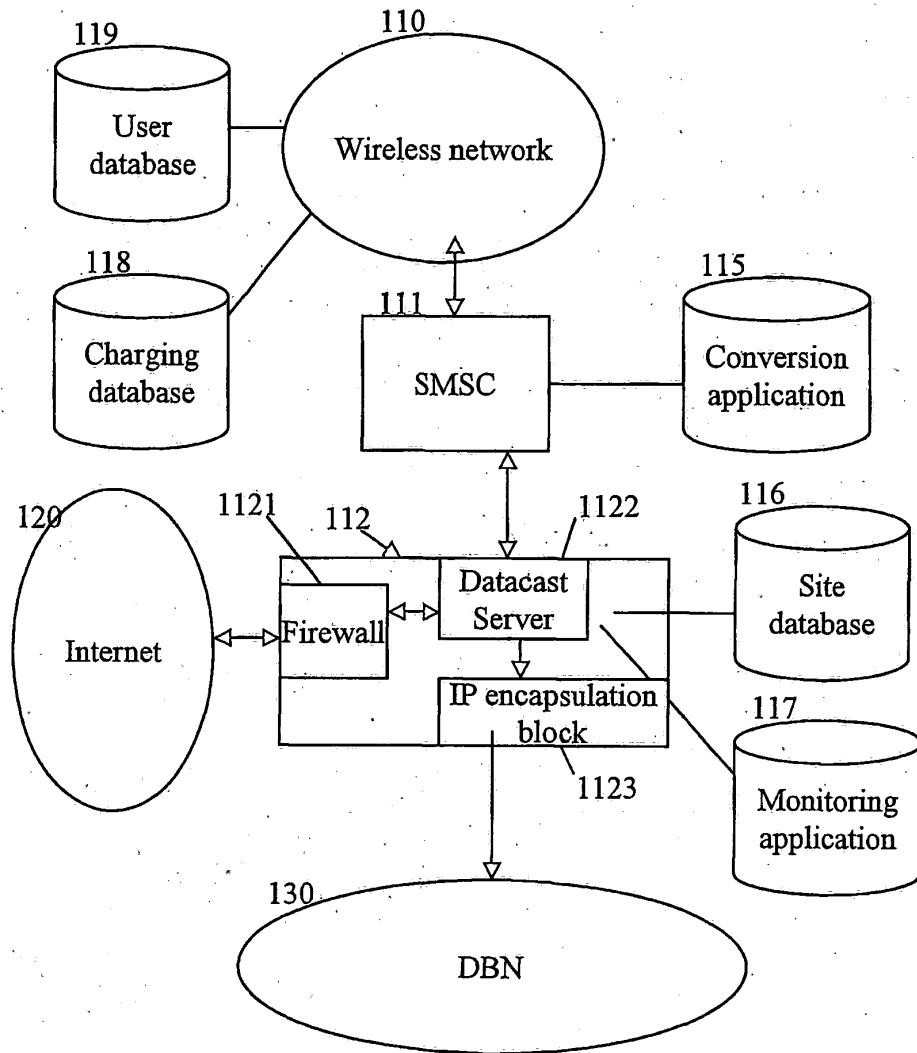 119
110
User
database
Wireless network
118
111
115
Charging
database
SMSC
Conversion
application
120
1121
112
1122
116
Datacast
Server
Site
database
Internet
Firewall
IP encapsulation
block
117
1123
Monitoring
application
130
DBN